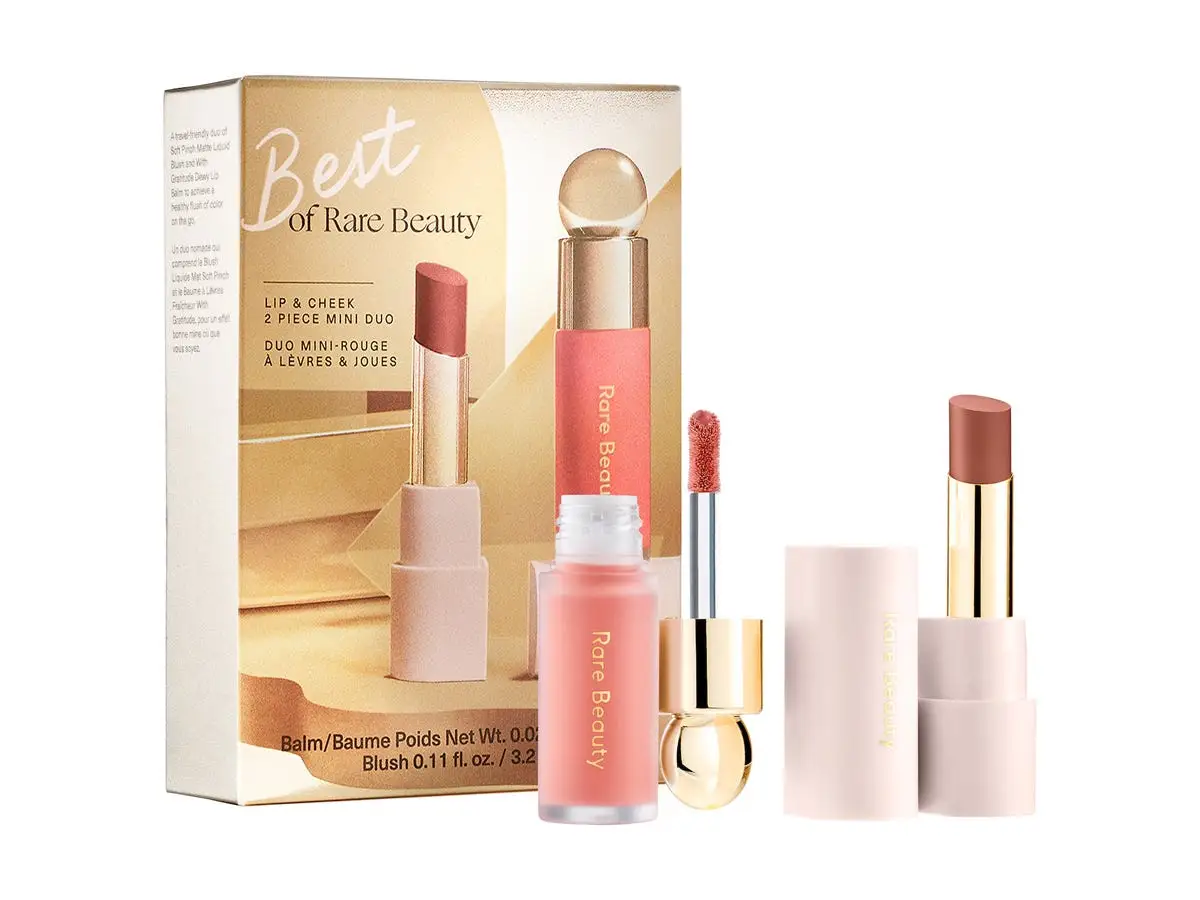 A travel-friendly duo of
Soft Pinch Matte Liquid
Blush and With
Gratitude Dewy Lip
Balm to achieve a
healthy flush of color
on the go.
Un duo nomade qui
comprend le Blush
Liquide Mat Soft Pinch
et le Baume à Lèvres
Fraîcheur With
Gratitude, pour un effet
bonne mine où que
vous soyez.
Best
of Rare Beauty
LIP & CHEEK
2 PIECE MINI DUO
DUO MINI-ROUGE
À LÈVRES & JOUES
Rare Beau
Balm/Baume Poids Net Wt. 0.02
Blush 0.11 fl. oz. / 3.2
Rare Beauty
Rare Beauty